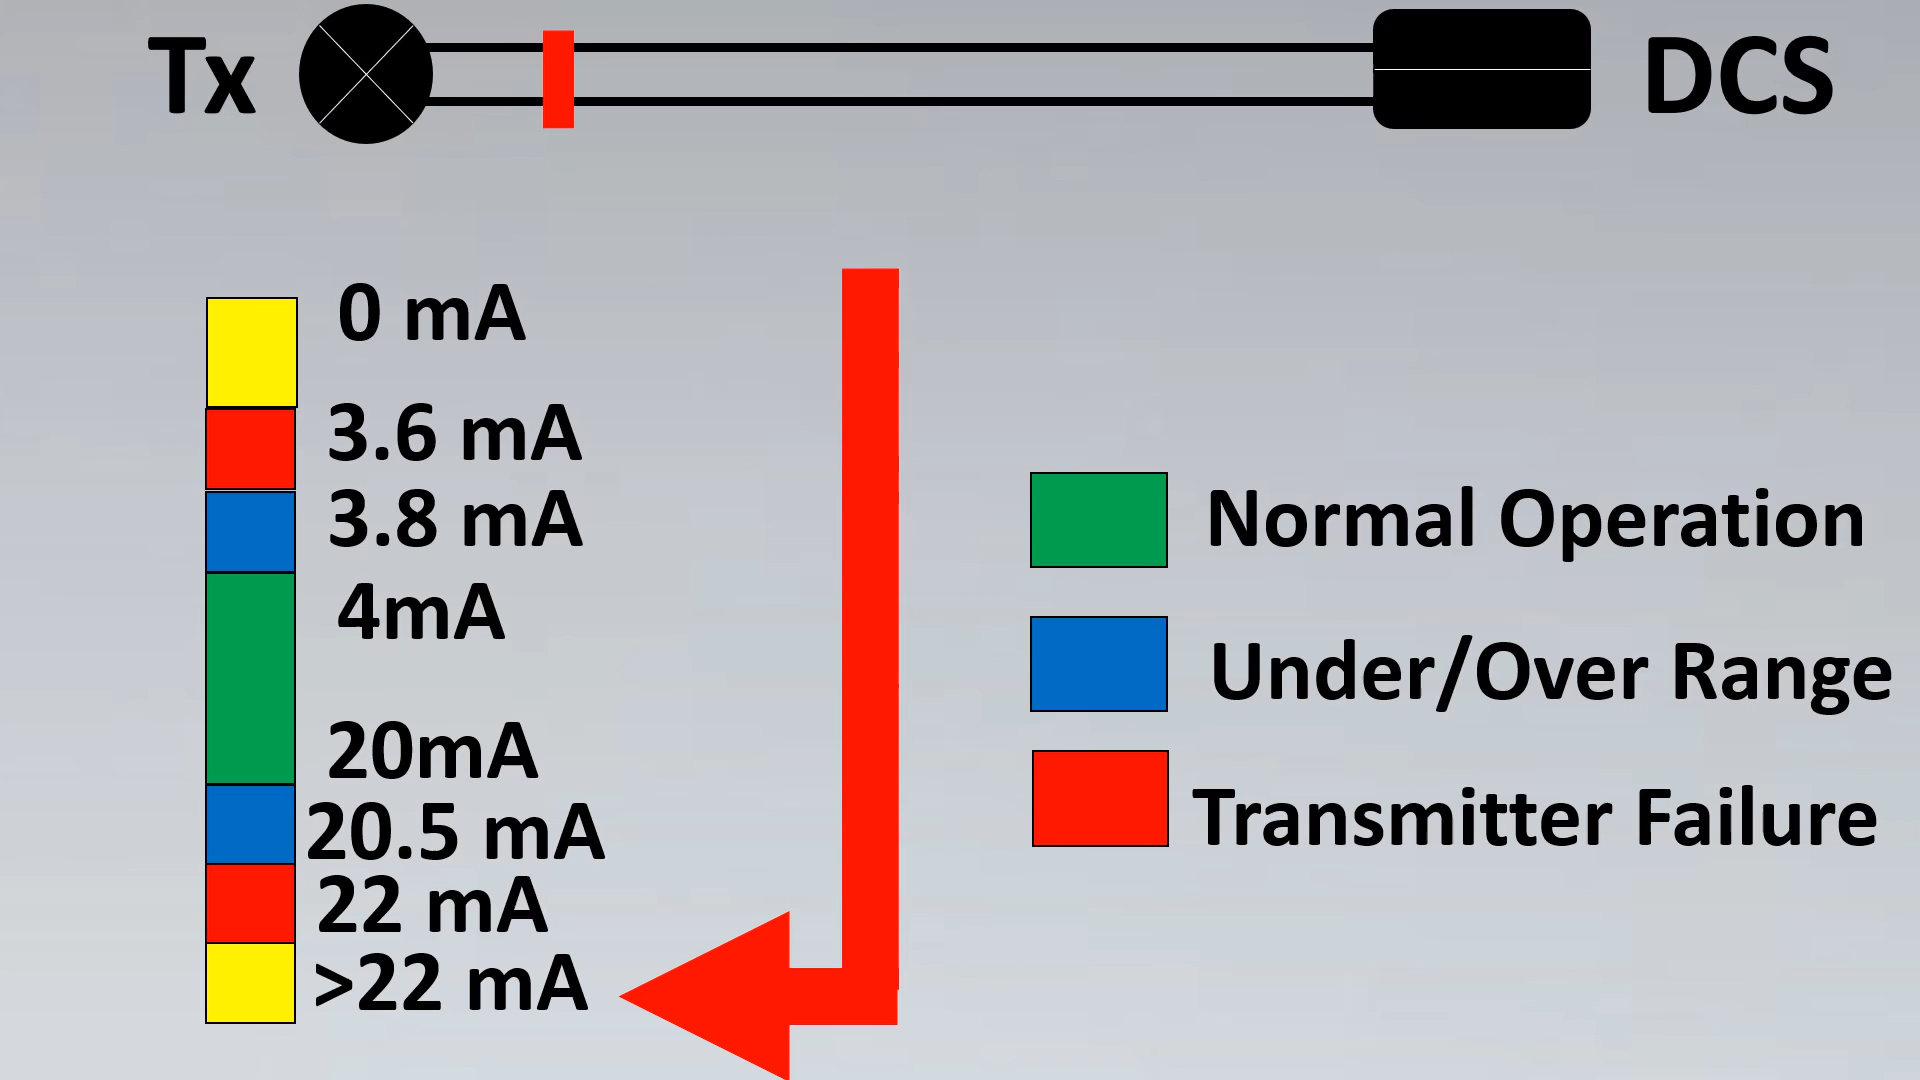 Tx
DCS
0 mA
3.6 mA
3.8 mA
4mA
20mA
20.5 mA
22 mA
>22 mA
Normal Operation
Under/Over Range
Transmitter Failure